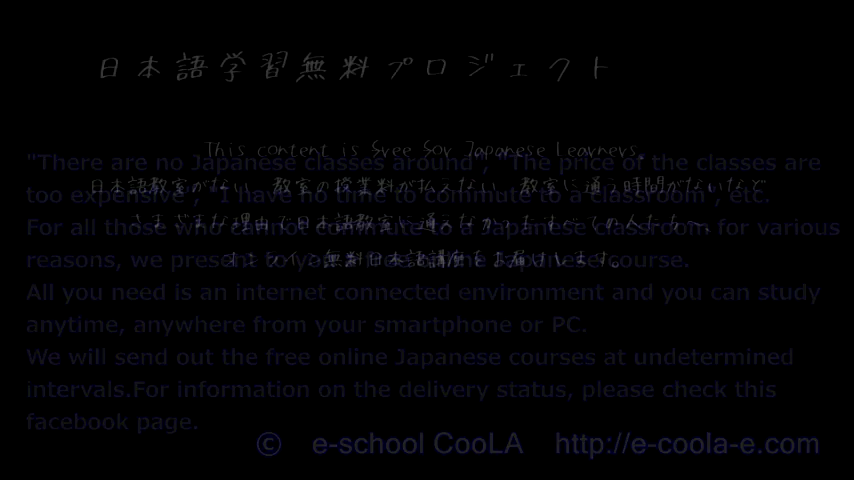 日本語学習無料プロジェクト
This content is free for Japanese learners.
"There are no Japanese classes around", "The price of the classes are
日本語教室がない 教室の授業料が払えない 教室に通う時間がないなど
too expensive", "I have no time to commute to a classroom", etc.
さまざまな理由で日本語教室に通えなかったすべての人たちへ、
For all those who cannot commute to a Japanese classroom for various
オンライン無料日本語講座をお届けします。
reasons, we present to you a free online Japanese course.
All you need is an internet connected environment and you can study
anytime, anywhere from your smartphone or PC.
We will send out the free online Japanese courses at undetermined
intervals.For information on the delivery status, please check this
facebook page.
© e-school CooLA http://e-coola-e.com